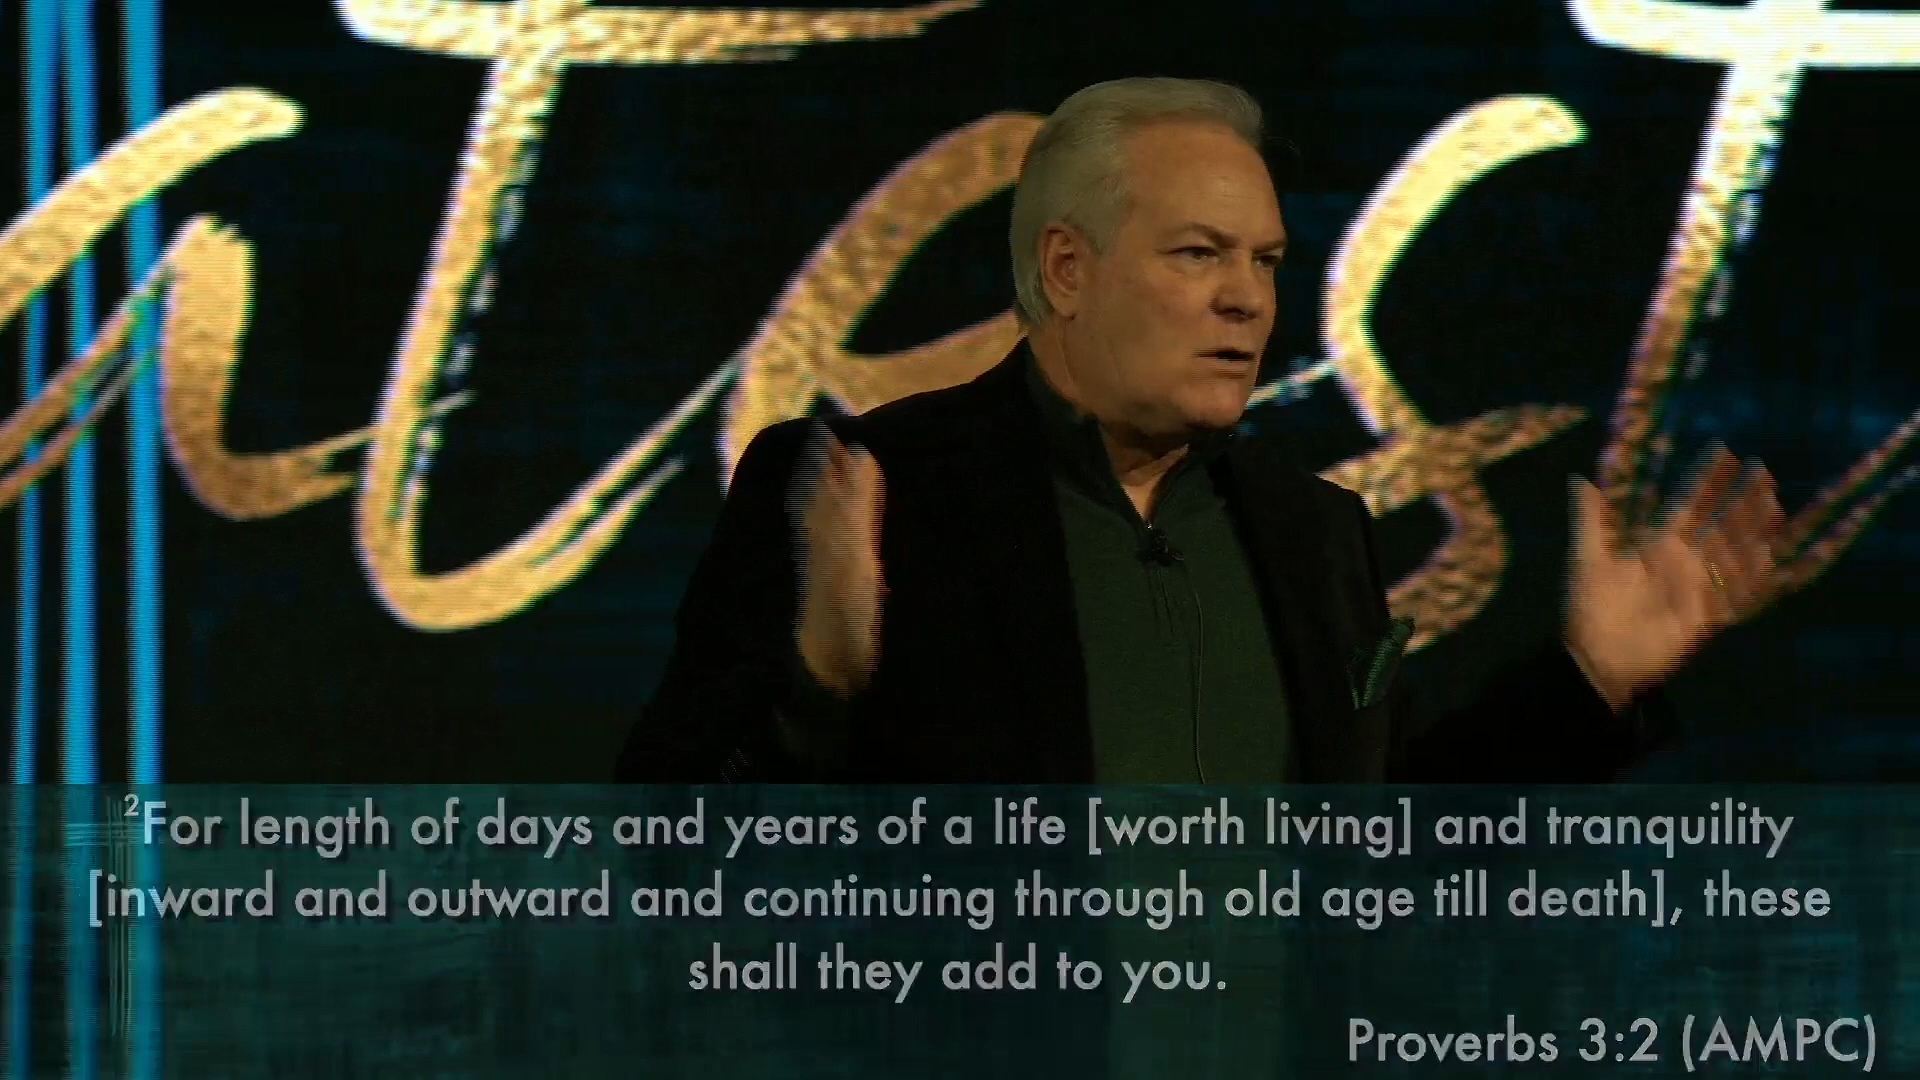 atest
²For length of days and years of a life [worth living] and tranquility
[inward and outward and continuing through old age till death], these
shall they add to you.
Proverbs 3:2 (AMPC)